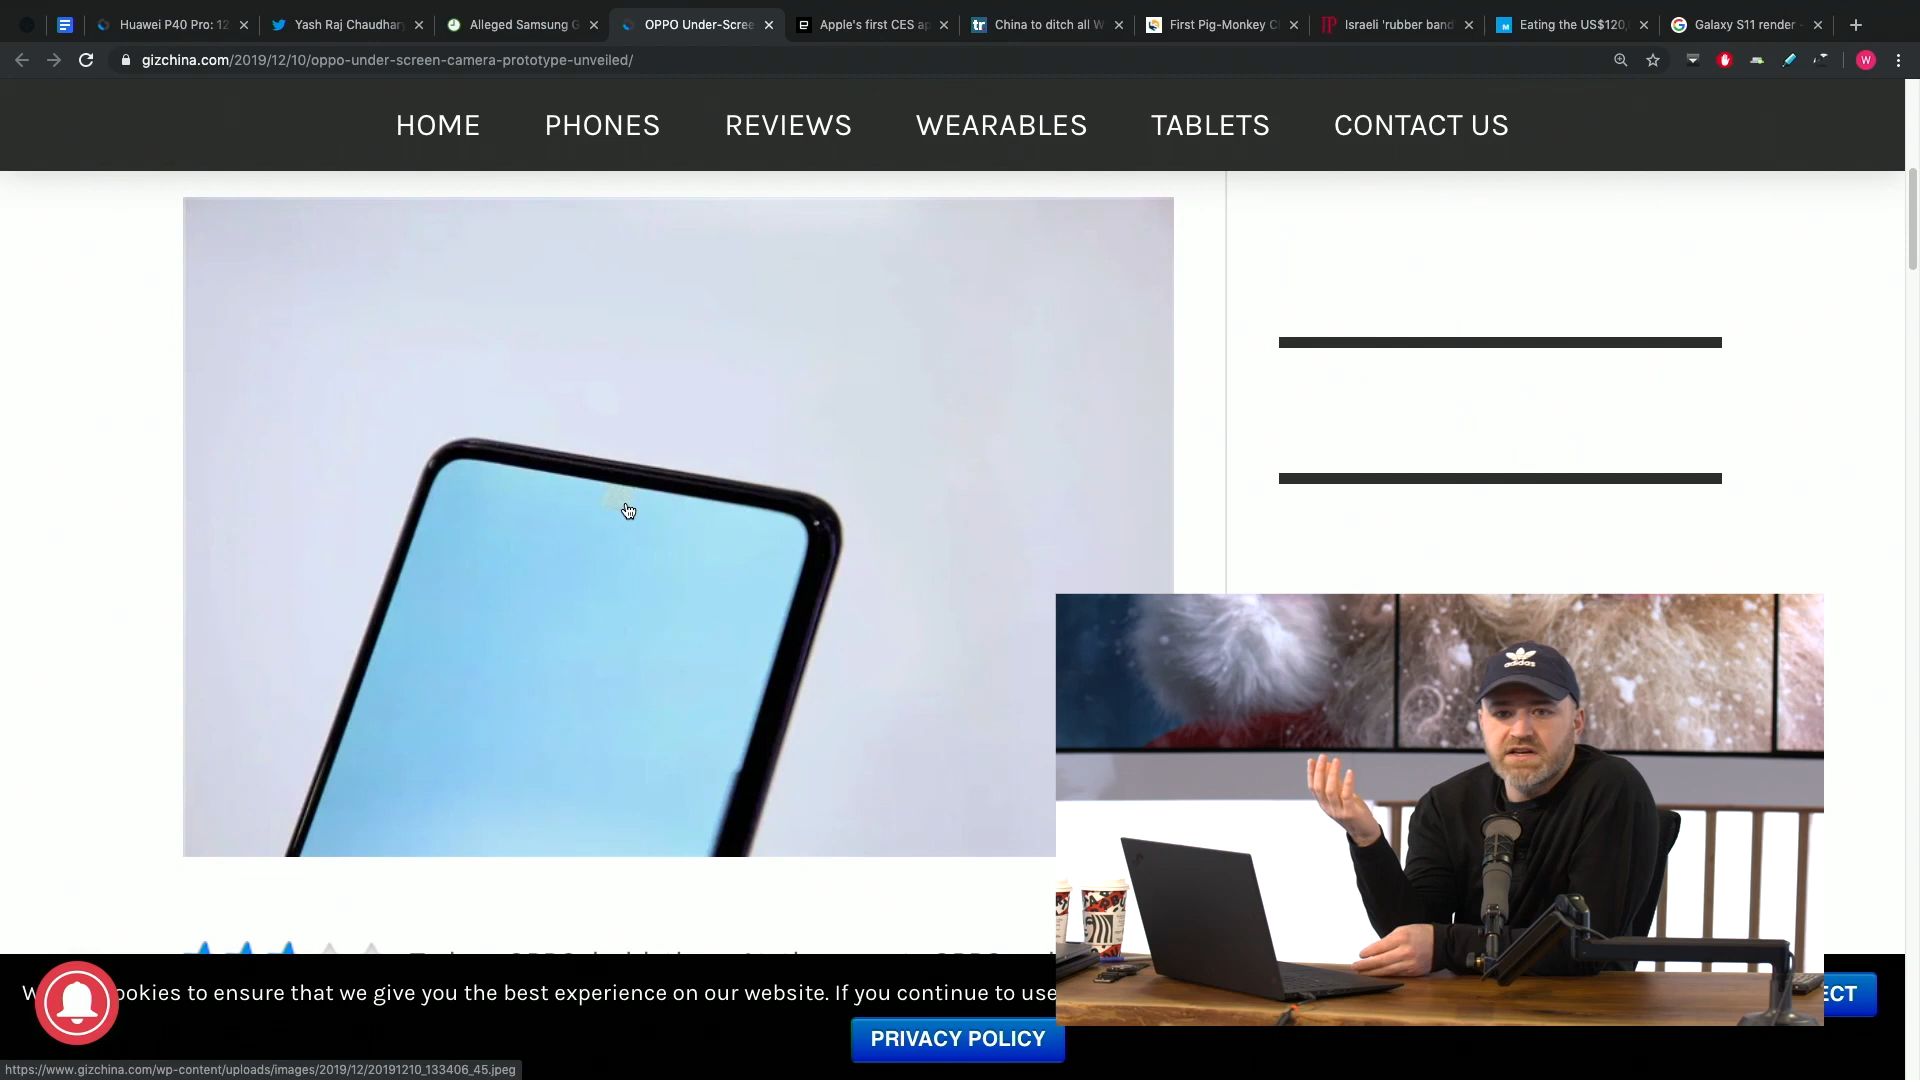 Huawei P40 Pro: 12
Yash Raj Chaudhar
Alleged Samsung G
OPPO Under-Scree
Apple's first CES ap
China to ditch all W
First Pig-Monkey C
Israeli 'rubber band
Eating the US$120,
Galaxy S11 render -
gizchina.com/2019/12/10/oppo-under-screen-camera-prototype-unveiled/
HOME PHONES REVIEWS WEARABLES TABLETS CONTACT US
adidas
ookies to ensure that we give you the best experience on our website. If you continue to use
ECT
PRIVACY POLICY
https://www.gizchina.com/wp-content/uploads/images/2019/12/20191210_133406_45.jpeg